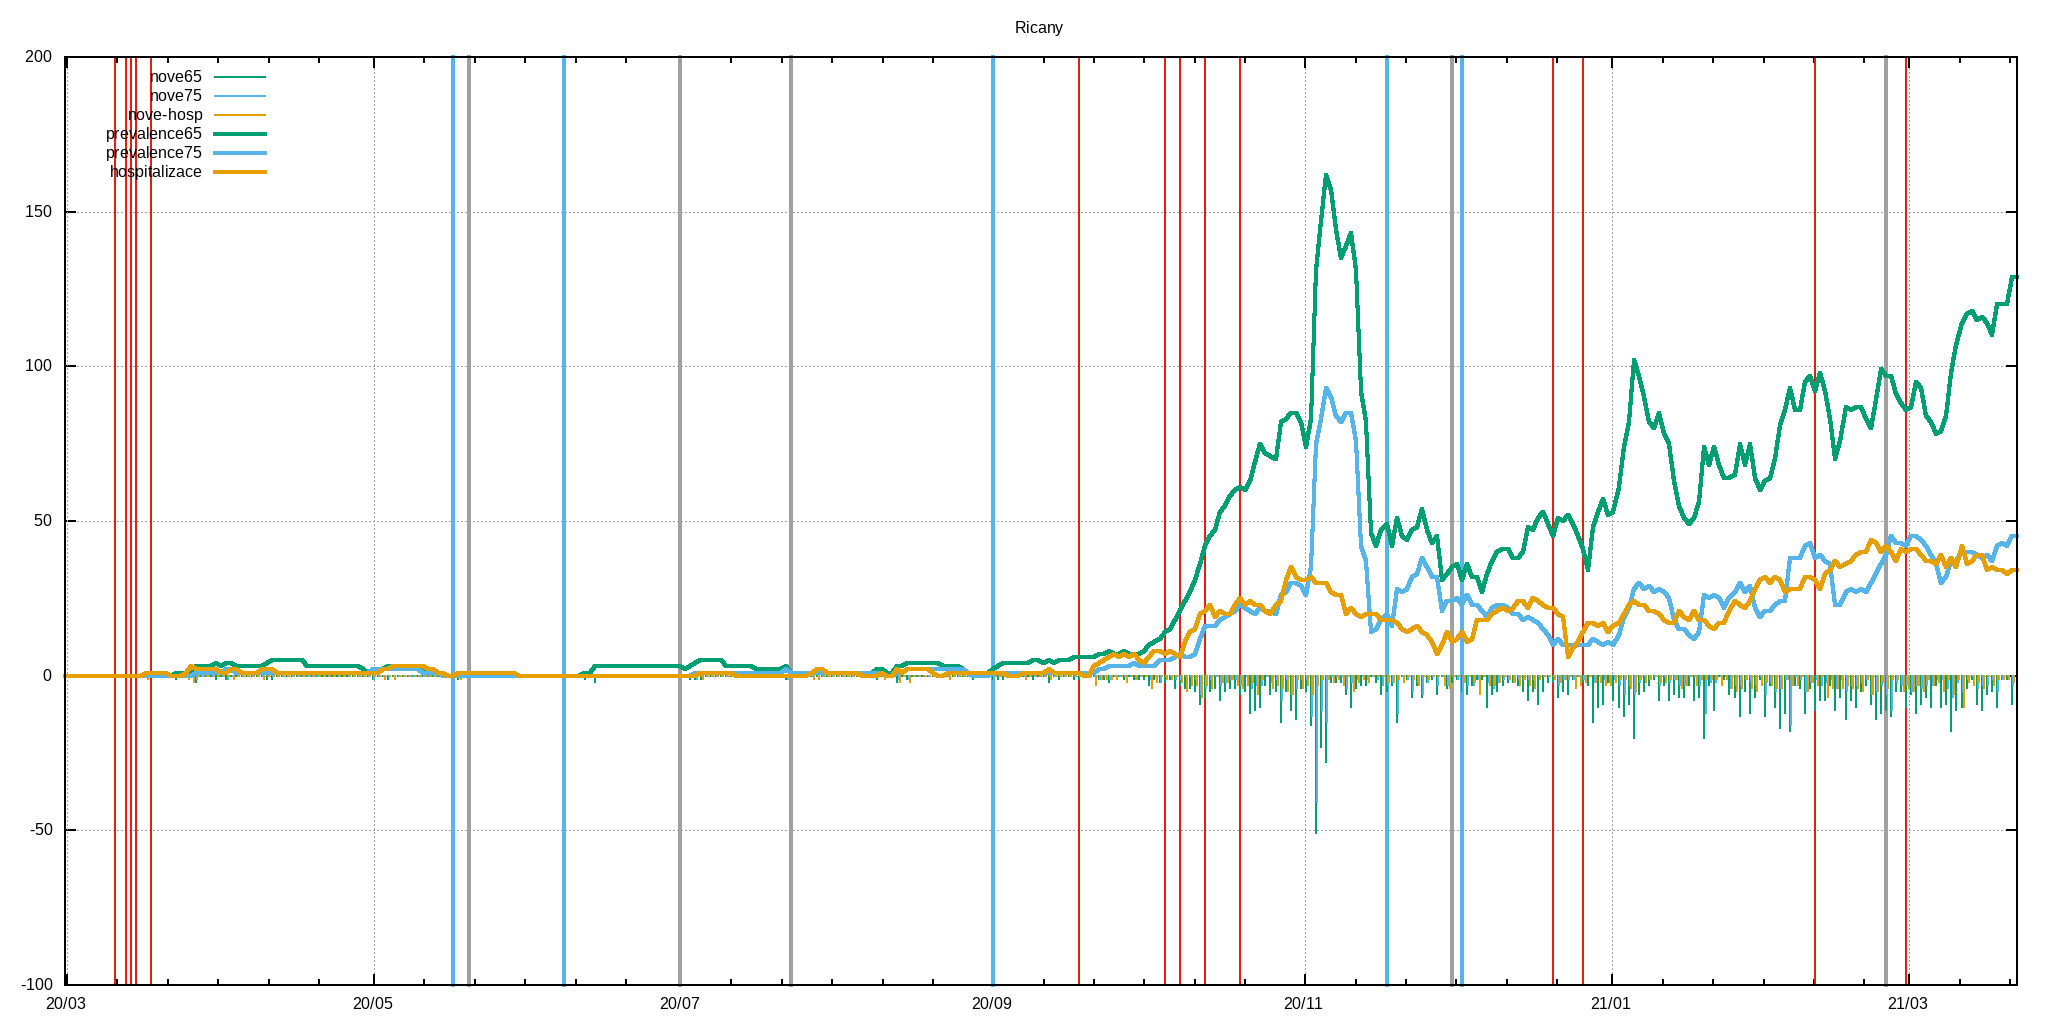 Ricany
200
nove65
nove75
nove-hosp
prevalence65
prevalence75
hospitalizace
150
100
50
0
-50
-100
20/03 20/05 20/07 20/09 20/11 21/01 21/03